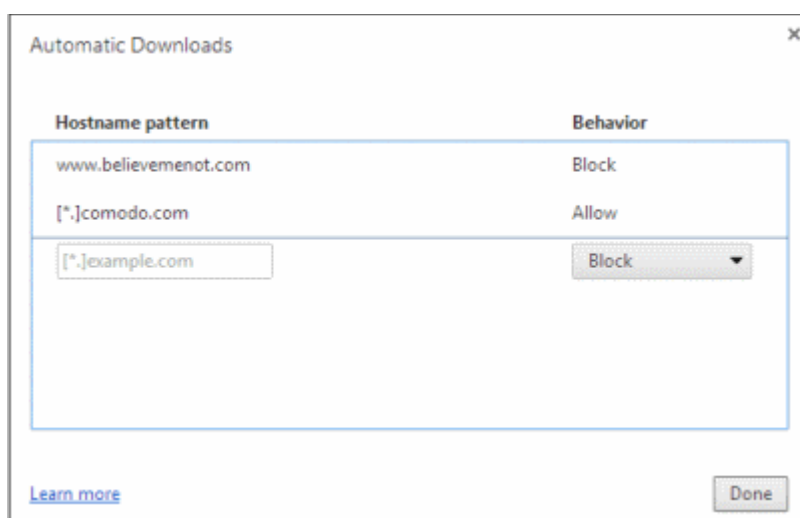 Automatic Downloads
×
Hostname pattern Behavior
www.believemenot.com Block
[*.]comodo.com Allow
[*.]example.com Block
Learn more Done